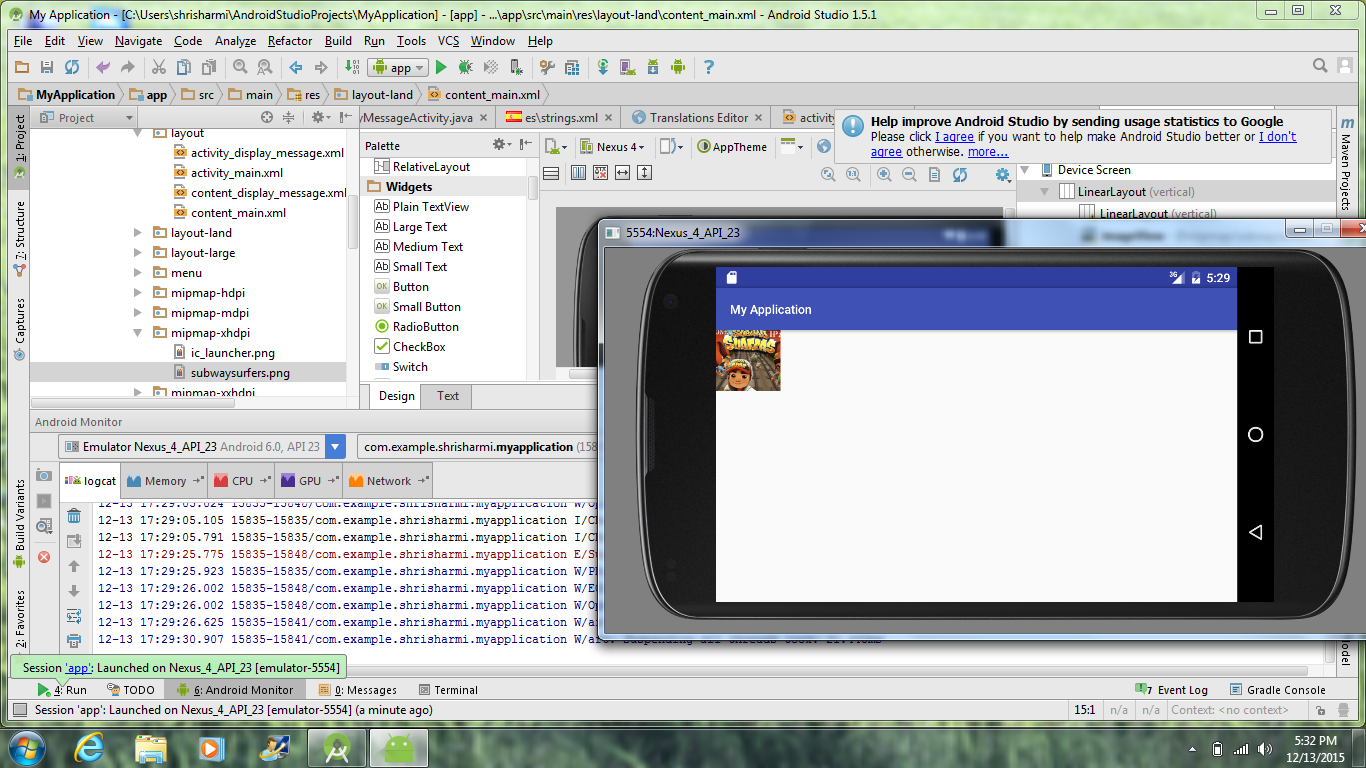 My Application - [C:\Users\shrisharmi\AndroidStudioProjects\MyApplication] - [app] - ...\app\src\main\res\layout-land\content_main.xml - Android Studio 1.5.1
File Edit View Navigate Code Analyze Refactor Build Run Tools VCS Window Help
app
MyApplication app src main res layout-land content_main.xml
1: Project
7: Structure
Captures
Build Variants
2: Favorites
Project
layout
activity_display_message.xml
activity_main.xml
content_display_message.xml
content_main.xml
layout-land
layout-large
menu
mipmap-hdpi
mipmap-mdpi
mipmap-xhdpi
ic_launcher.png
subwaysurfers.png
mipmap-xxhdpi
yMessageActivity.java es\strings.xml Translations Editor activity
Palette
RelativeLayout
Widgets
Plain TextView
Large Text
Medium Text
Small Text
Button
Small Button
RadioButton
CheckBox
Switch
Design Text
Nexus 4 AppTheme
Help improve Android Studio by sending usage statistics to Google
Please click I agree if you want to help make Android Studio better or I don't
agree otherwise. more...
Device Screen
LinearLayout (vertical)
LinearLayout (vertical)
Maven Projects
5554:Nexus_4_API_23
3G 5:29
My Application
Android Monitor
Emulator Nexus_4_API_23 Android 6.0, API 23
com.example.shrisharmi.myapplication (158
logcat Memory CPU GPU Network
12-13 17:29:05.105 15835-15835/com.example.shrisharmi.myapplication I/C
12-13 17:29:05.791 15835-15835/com.example.shrisharmi.myapplication I/C
12-13 17:29:25.775 15835-15848/com.example.shrisharmi.myapplication E/S
12-13 17:29:25.923 15835-15835/com.example.shrisharmi.myapplication W/P
12-13 17:29:26.002 15835-15848/com.example.shrisharmi.myapplication W/E
12-13 17:29:26.002 15835-15848/com.example.shrisharmi.myapplication W/Op
12-13 17:29:26.625 15835-15841/com.example.shrisharmi.myapplication W/a
12-13 17:29:30.907 15835-15841/com.example.shrisharmi.myapplication W/art: Suspending all threads took:
Session 'app': Launched on Nexus_4_API_23 [emulator-5554]
4: Run TODO 6: Android Monitor 0: Messages Terminal 7 Event Log Gradle Console
Session 'app': Launched on Nexus_4_API_23 [emulator-5554] (a minute ago) 15:1 n/a n/a Context: <no context>
5:32 PM
12/13/2015